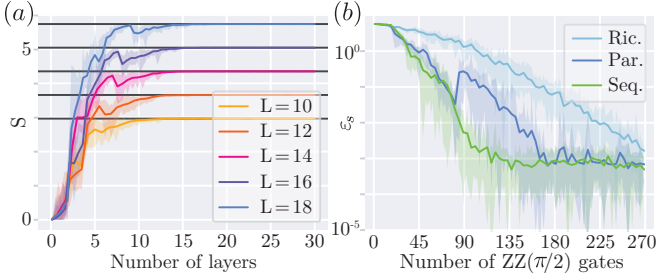 (a)
S
5
0
0 5 10 15 20 25 30
Number of layers
L = 10
L = 12
L = 14
L = 16
L = 18
(b)
εs
10⁰
10⁻⁵
0 45 90 135 180 225 270
Number of ZZ(π/2) gates
Ric.
Par.
Seq.